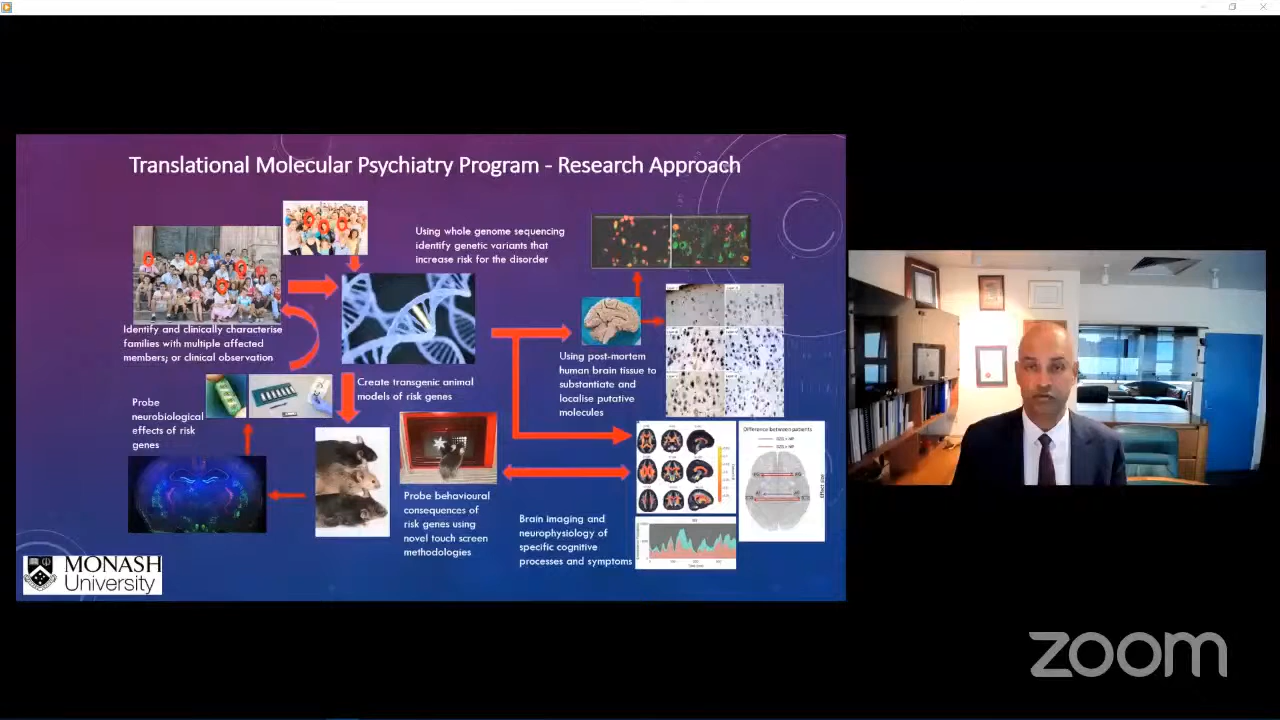 Translational Molecular Psychiatry Program - Research Approach
Using whole genome sequencing
identify genetic variants that
increase risk for the disorder
Identify and clinically characterise
families with multiple affected
members; or clinical observation
Create transgenic animal
models of risk genes
Using post-mortem
human brain tissue to
substantiate and
localise putative
molecules
Probe
neurobiological
effects of risk
genes
Probe behavioural
consequences of
risk genes using
novel touch screen
methodologies
Brain imaging and
neurophysiology of
specific cognitive
processes and symptoms
Difference between patients
Effect size
MONASH
University
zoom